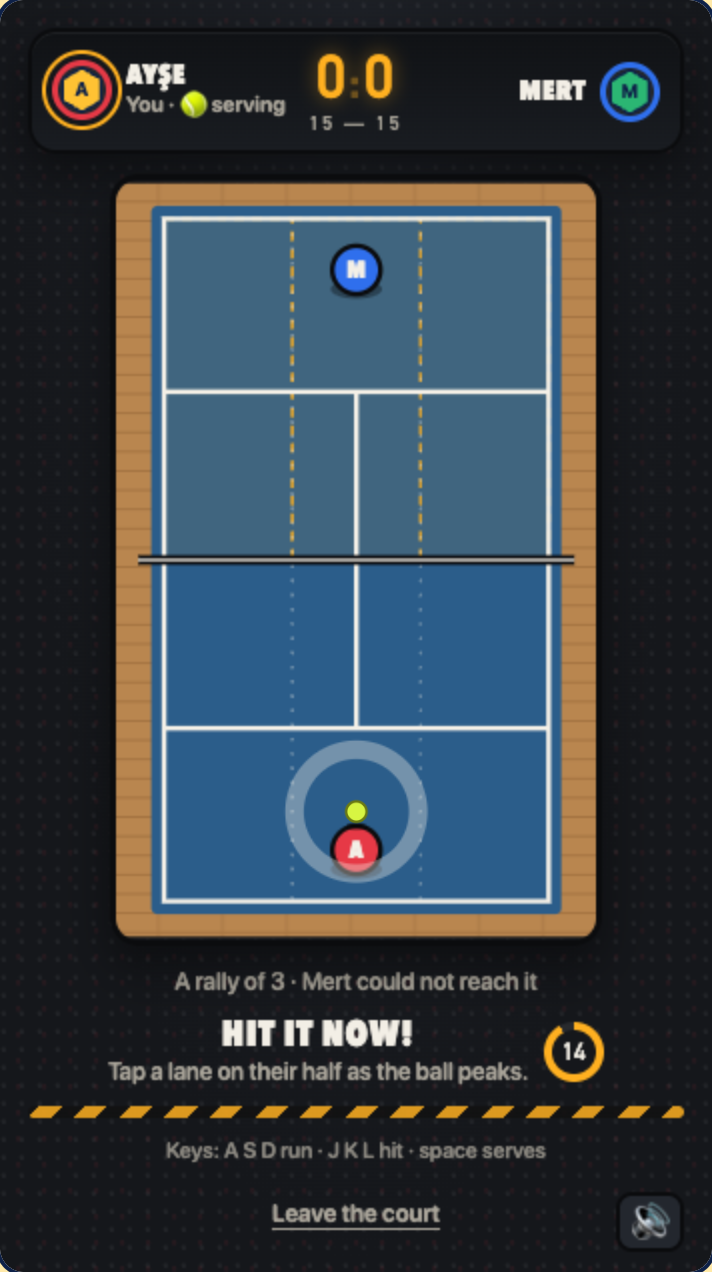 A
AYŞE
You · 🎾 serving
0:0
15 — 15
MERT
M
M
A
A rally of 3 · Mert could not reach it
HIT IT NOW!
Tap a lane on their half as the ball peaks.
14
Keys: A S D run · J K L hit · space serves
Leave the court